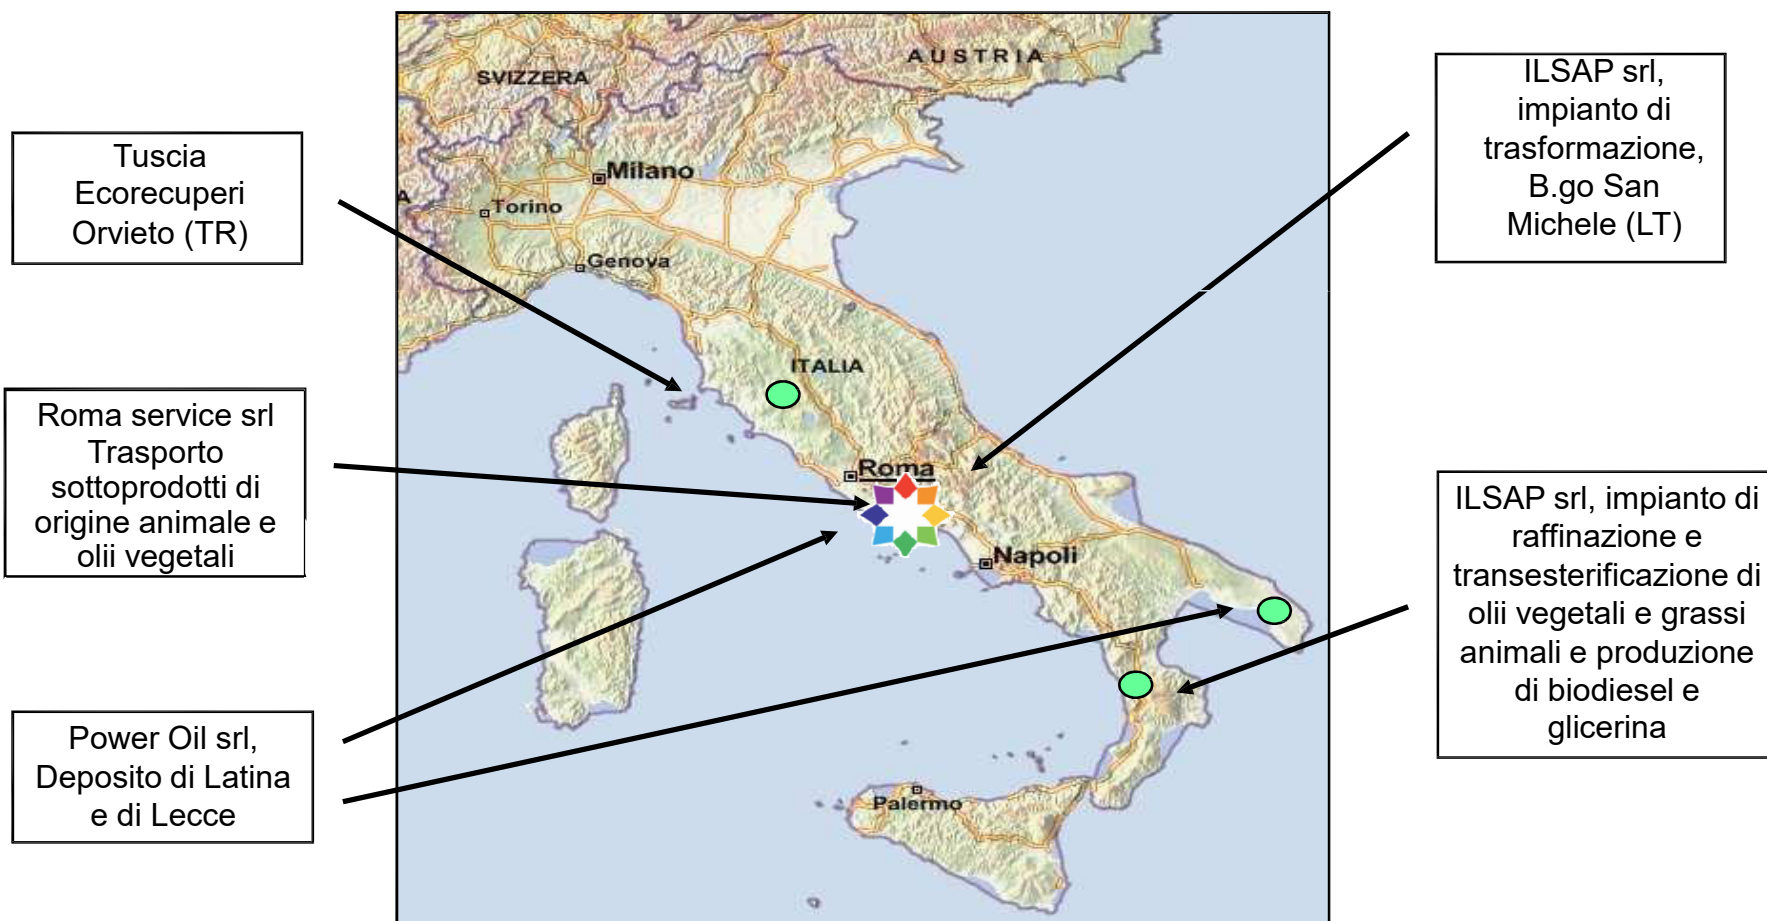 Tuscia
Ecorecuperi
Orvieto (TR)
Roma service srl
Trasporto
sottoprodotti di
origine animale e
olii vegetali
Power Oil srl,
Deposito di Latina
e di Lecce
AUSTRIA
SVIZZERA
Milano
Torino
Genova
ITALIA
Roma
Napoli
Palermo
A
ILSAP srl,
impianto di
trasformazione,
B.go San
Michele (LT)
ILSAP srl, impianto di
raffinazione e
transesterificazione di
olii vegetali e grassi
animali e produzione
di biodiesel e
glicerina